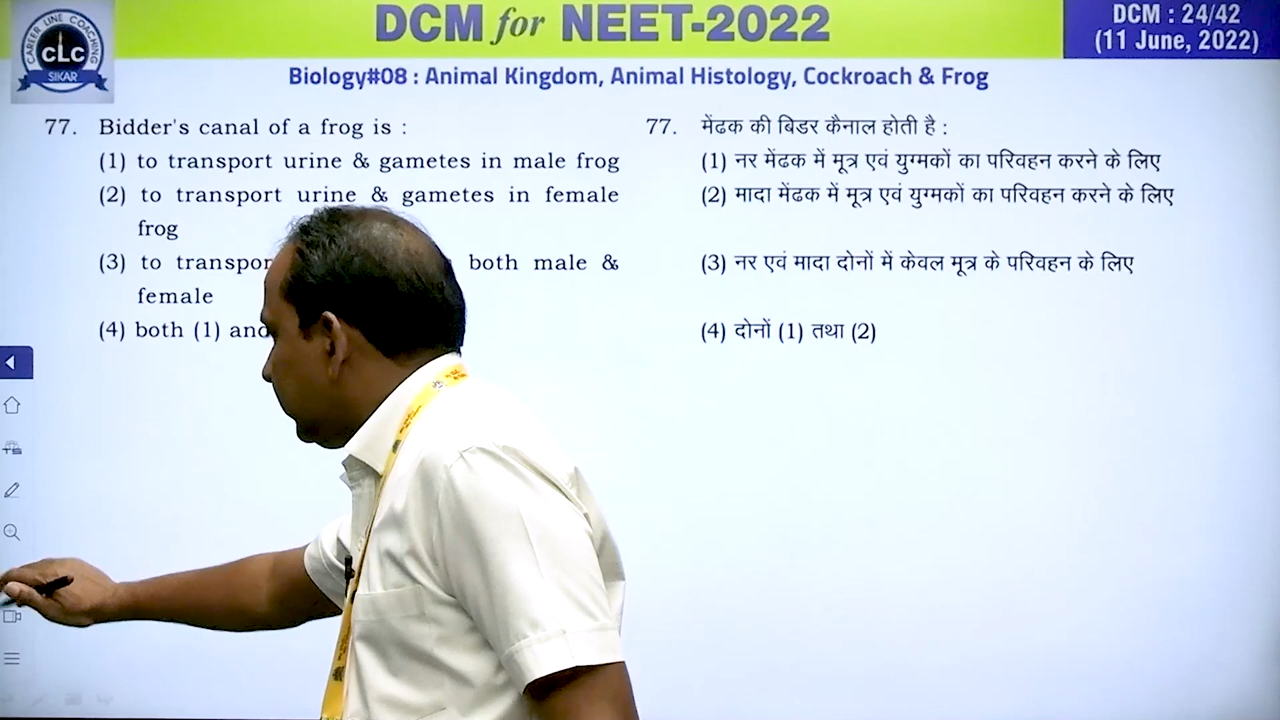 DCM for NEET-2022
DCM : 24/42
(11 June, 2022)
CAREER LINE COACHING
CLC
SIKAR
Biology#08 : Animal Kingdom, Animal Histology, Cockroach & Frog
77. Bidder's canal of a frog is :
(1) to transport urine & gametes in male frog
(2) to transport urine & gametes in female
frog
(3) to both male &
female
(4) both (1)
77. मेंढक की बिडर कैनाल होती है :
(1) नर मेंढक में मूत्र एवं युग्मकों का परिवहन करने के लिए
(2) मादा मेंढक में मूत्र एवं युग्मकों का परिवहन करने के लिए
(3) नर एवं मादा दोनों में केवल मूत्र के परिवहन के लिए
(4) दोनों (1) तथा (2)